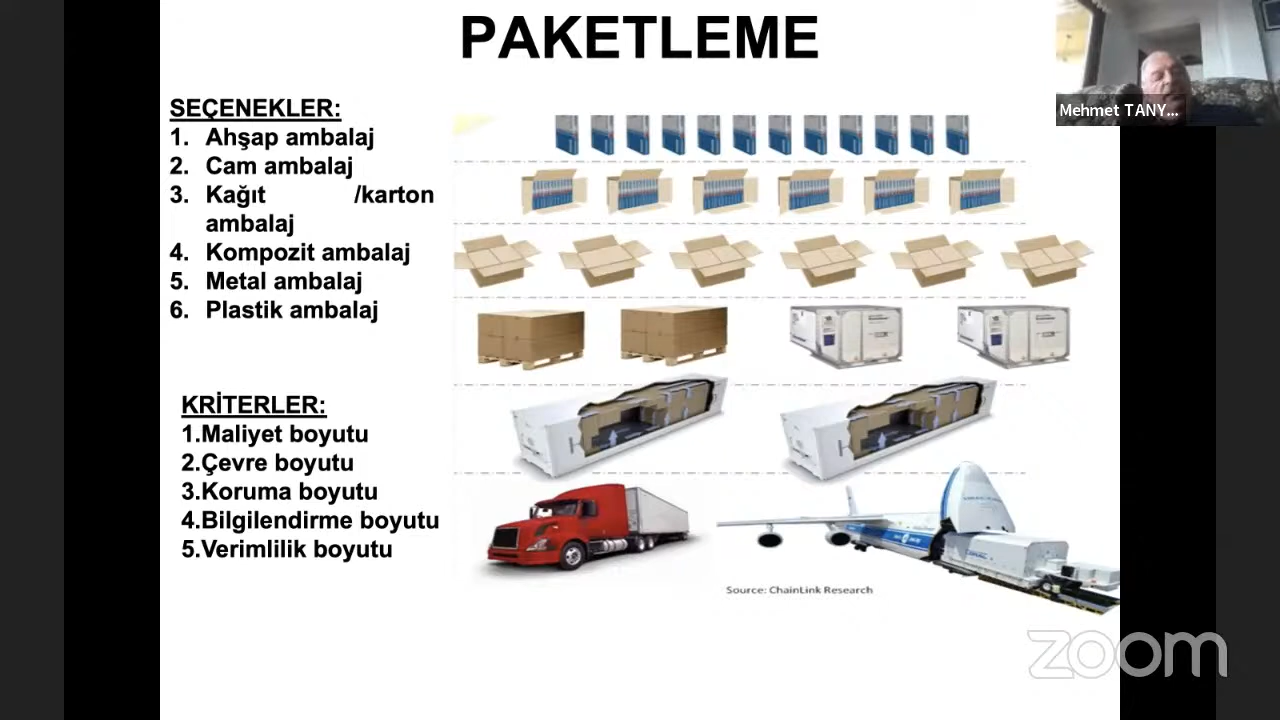 PAKETLEME
Mehmet TANY...
SEÇENEKLER:
1. Ahşap ambalaj
2. Cam ambalaj
3. Kağıt /karton
ambalaj
4. Kompozit ambalaj
5. Metal ambalaj
6. Plastik ambalaj
KRİTERLER:
1.Maliyet boyutu
2.Çevre boyutu
3.Koruma boyutu
4.Bilgilendirme boyutu
5.Verimlilik boyutu
Source: ChainLink Research
zoom